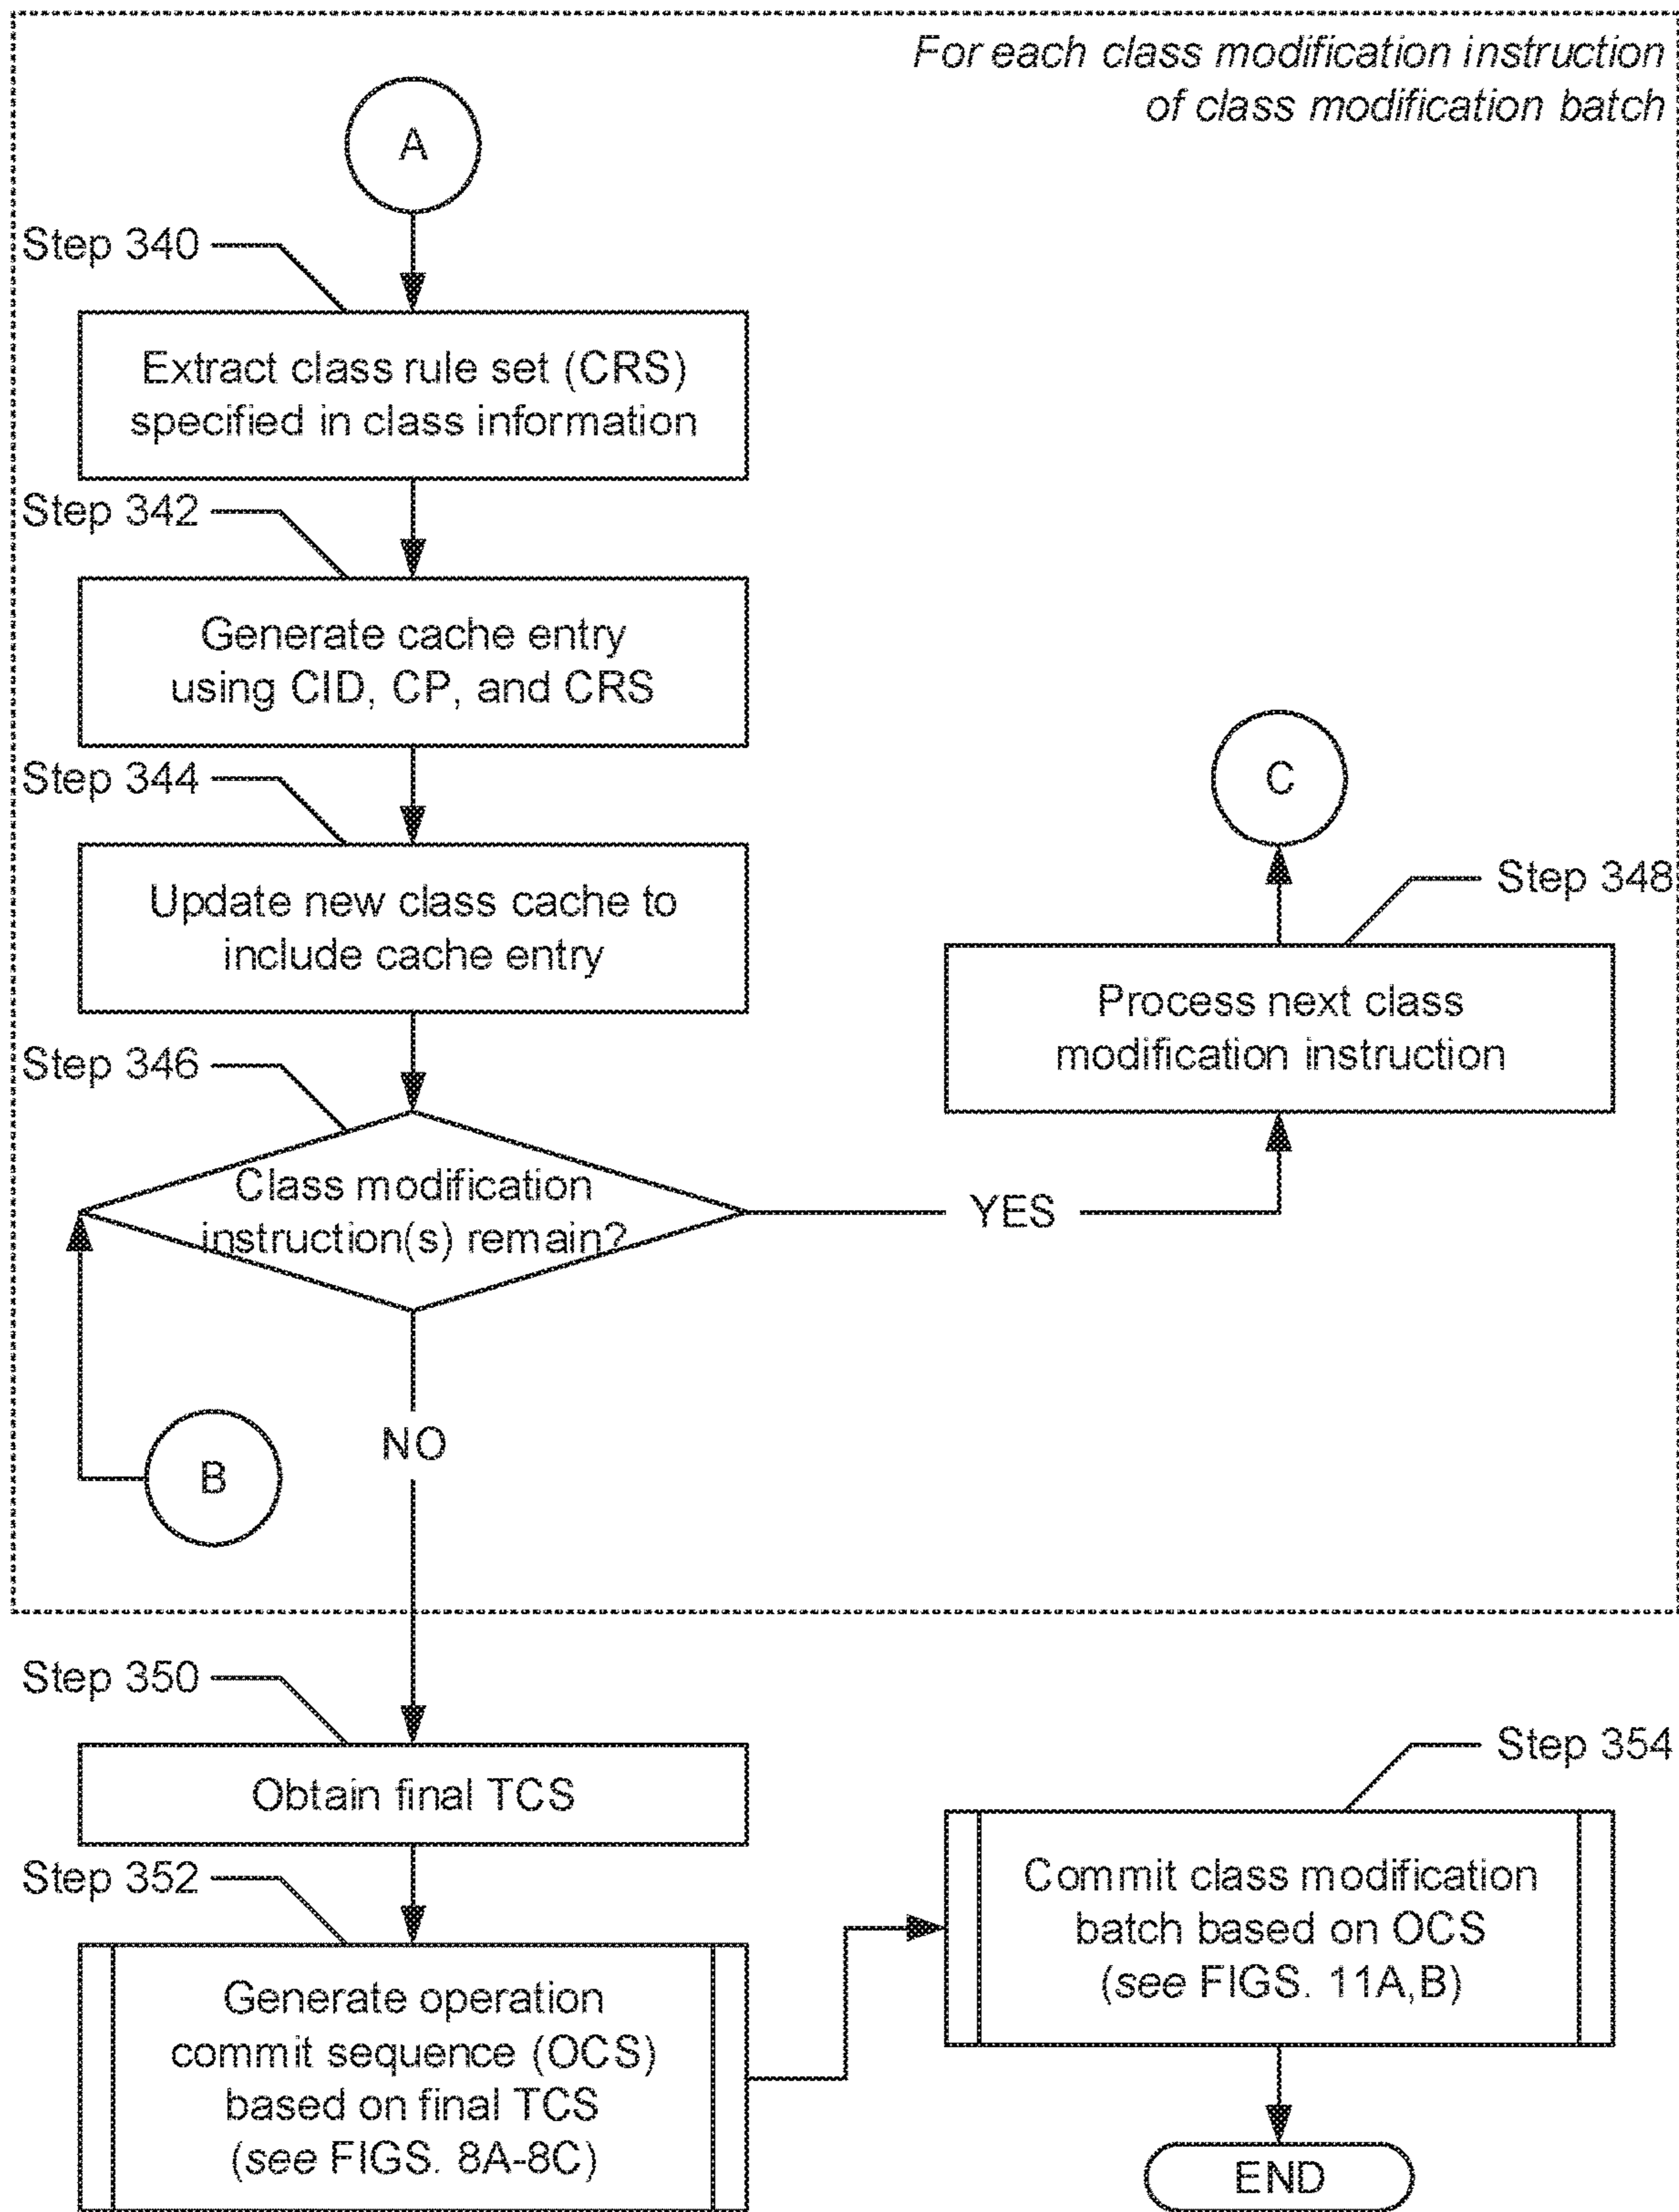 For each class modification instruction
of class modification batch
A
Step 340
Extract class rule set (CRS)
specified in class information
Step 342
Generate cache entry
using CID, CP, and CRS
Step 344
Update new class cache to
include cache entry
C
Step 348
Process next class
modification instruction
Step 346
Class modification
instruction(s) remain?
YES
NO
B
Step 350
Obtain final TCS
Step 352
Generate operation
commit sequence (OCS)
based on final TCS
(see FIGS. 8A-8C)
Step 354
Commit class modification
batch based on OCS
(see FIGS. 11A,B)
END